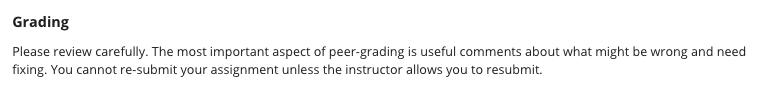 Grading
Please review carefully. The most important aspect of peer-grading is useful comments about what might be wrong and need
fixing. You cannot re-submit your assignment unless the instructor allows you to resubmit.